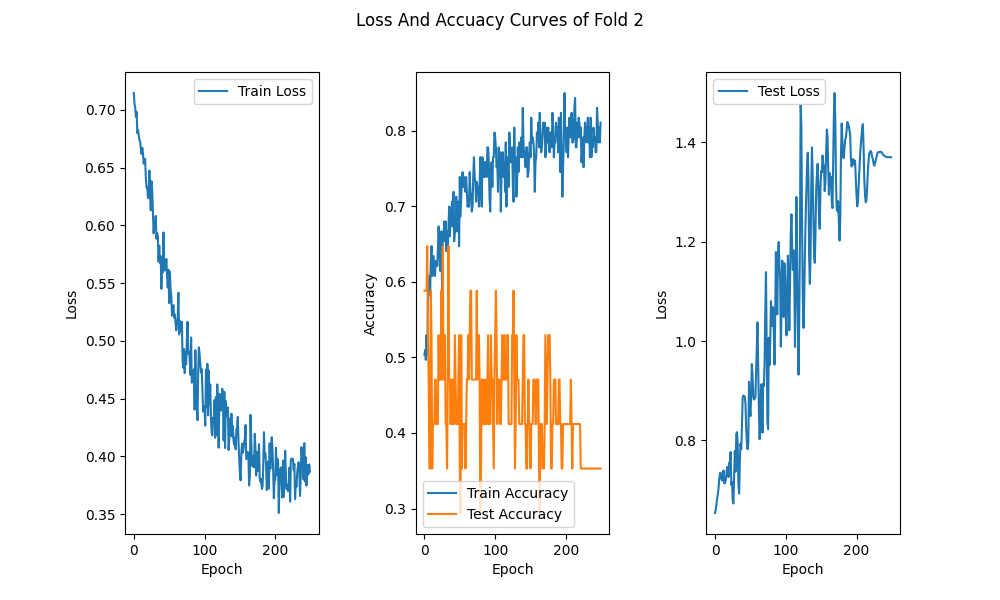 Loss And Accuacy Curves of Fold 2
Train Loss
0.70
0.65
0.60
0.55
0.50
0.45
0.40
0.35
Loss
0 100 200
Epoch
0.8
0.7
0.6
0.5
0.4
0.3
Accuracy
Train Accuracy
Test Accuracy
0 100 200
Epoch
Test Loss
1.4
1.2
1.0
0.8
Loss
0 100 200
Epoch